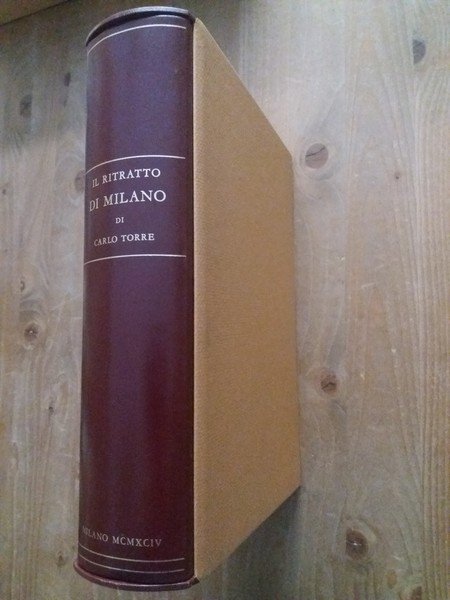 IL RITRATTO
DI MILANO
DI
CARLO TORRE
MILANO MCMXCIV